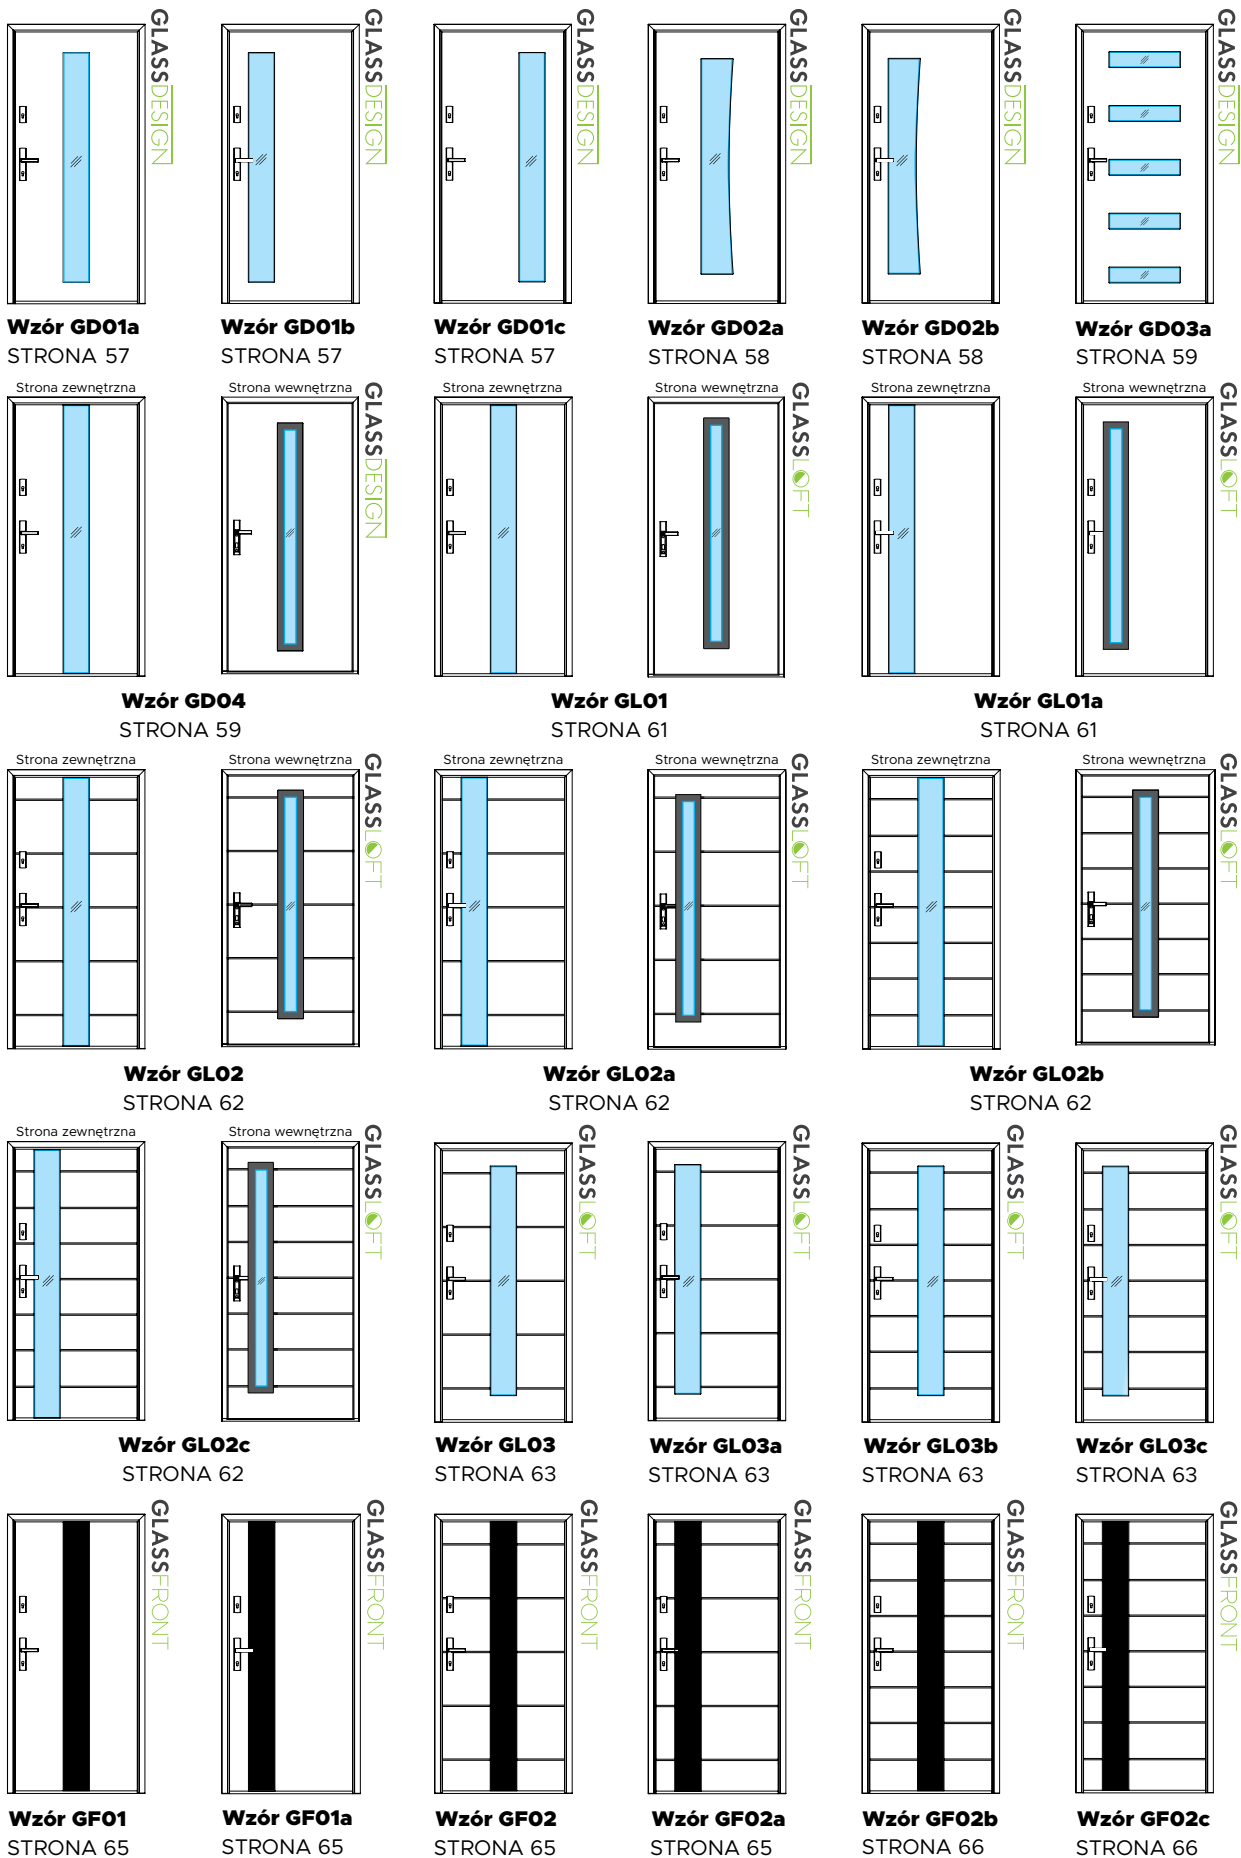 GLASSDESIGN
GLASSDESIGN
GLASSDESIGN
GLASSDESIGN
GLASSDESIGN
GLASSDESIGN
Wzór GD01a
STRONA 57
Wzór GD01b
STRONA 57
Wzór GD01c
STRONA 57
Wzór GD02a
STRONA 58
Wzór GD02b
STRONA 58
Wzór GD03a
STRONA 59
Strona zewnętrzna
Strona wewnętrzna
GLASSDESIGN
Strona zewnętrzna
Strona wewnętrzna
GLASSLOFT
Strona zewnętrzna
Strona wewnętrzna
GLASSLOFT
Wzór GD04
STRONA 59
Wzór GL01
STRONA 61
Wzór GL01a
STRONA 61
Strona zewnętrzna
Strona wewnętrzna
GLASSLOFT
Strona zewnętrzna
Strona wewnętrzna
GLASSLOFT
Strona zewnętrzna
Strona wewnętrzna
GLASSLOFT
Wzór GL02
STRONA 62
Wzór GL02a
STRONA 62
Wzór GL02b
STRONA 62
Strona zewnętrzna
Strona wewnętrzna
GLASSLOFT
GLASSLOFT
GLASSLOFT
GLASSLOFT
GLASSLOFT
Wzór GL02c
STRONA 62
Wzór GL03
STRONA 63
Wzór GL03a
STRONA 63
Wzór GL03b
STRONA 63
Wzór GL03c
STRONA 63
GLASSFRONT
GLASSFRONT
GLASSFRONT
GLASSFRONT
GLASSFRONT
GLASSFRONT
Wzór GF01
STRONA 65
Wzór GF01a
STRONA 65
Wzór GF02
STRONA 65
Wzór GF02a
STRONA 65
Wzór GF02b
STRONA 66
Wzór GF02c
STRONA 66